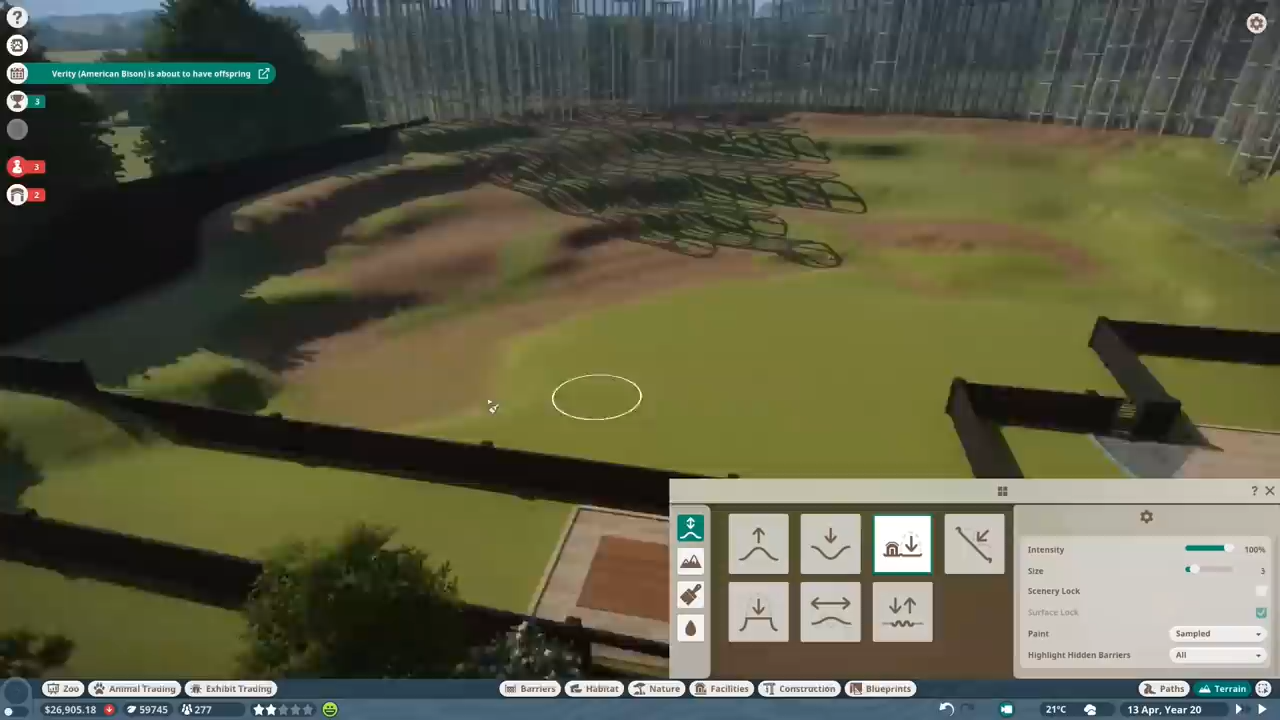 Verity (American Bison) is about to have offspring
3
3
2
? ×
Intensity 100%
Size 3
Scenery Lock
Surface Lock
Paint Sampled
Highlight Hidden Barriers All
Zoo Animal Trading Exhibit Trading Barriers Habitat Nature Facilities Construction Blueprints Paths Terrain
$26,905.18 59745 277 21°C 13 Apr, Year 20